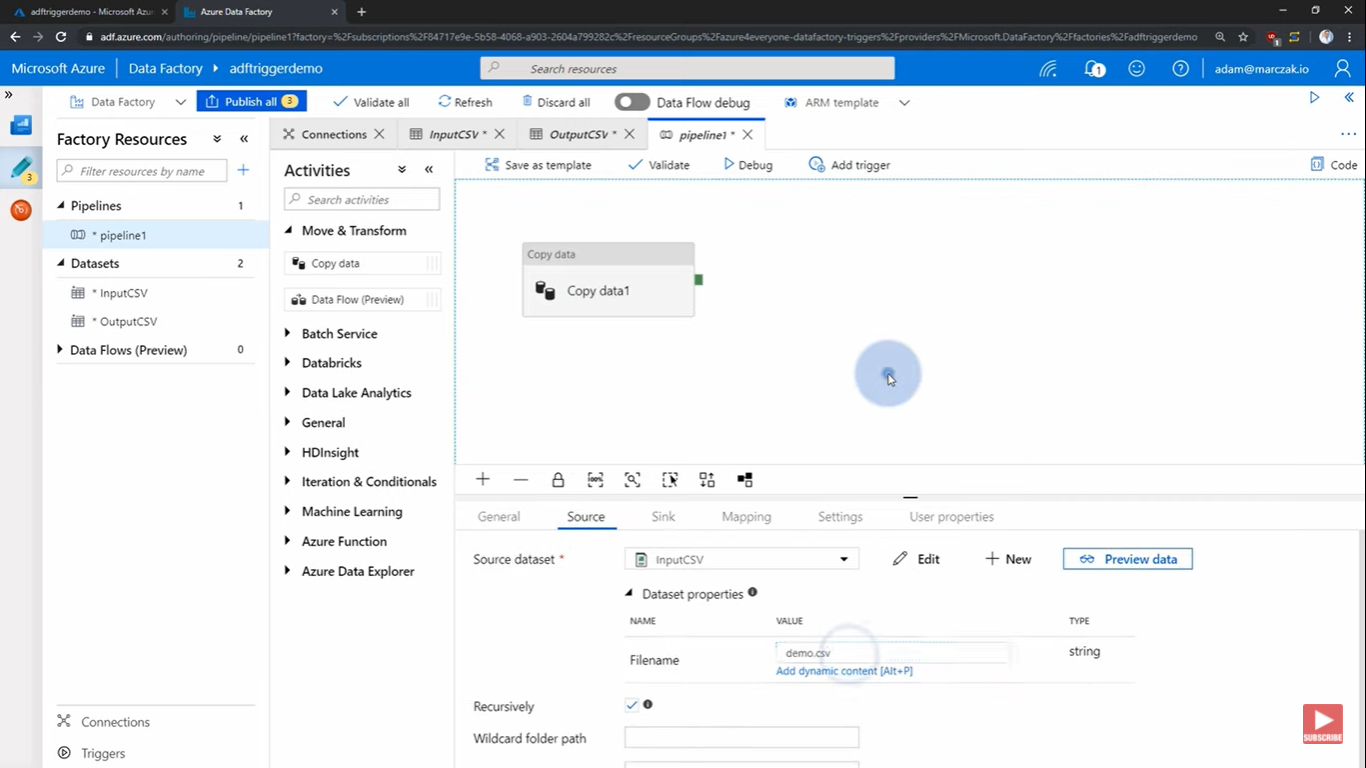 adftriggerdemo - Microsoft Azure
Azure Data Factory
adf.azure.com/authoring/pipeline/pipeline1?factory=%2Fsubscriptions%2F84717e9e-5b58-4068-a903-2604a799282c%2FresourceGroups%2Fazure4everyone-datafactory-triggers%2Fproviders%2FMicrosoft.DataFactory%2Ffactories%2Fadftriggerdemo
Microsoft Azure
Data Factory
adftriggerdemo
Search resources
1
adam@marczak.io
Data Factory
Publish all 3
Validate all
Refresh
Discard all
Data Flow debug
ARM template
Factory Resources
Connections
InputCSV *
OutputCSV *
pipeline1 *
Filter resources by name
3
Activities
Save as template
Validate
Debug
Add trigger
Code
Search activities
Pipelines 1
* pipeline1
Datasets 2
* InputCSV
* OutputCSV
Data Flows (Preview) 0
Move & Transform
Copy data
Data Flow (Preview)
Batch Service
Databricks
Data Lake Analytics
General
HDInsight
Iteration & Conditionals
Machine Learning
Azure Function
Azure Data Explorer
Copy data
Copy data1
100%
General
Source
Sink
Mapping
Settings
User properties
Source dataset *
InputCSV
Edit
New
Preview data
Dataset properties
NAME VALUE TYPE
Filename demo.csv string
Add dynamic content [Alt+P]
Recursively
Wildcard folder path
Connections
Triggers
SUBSCRIBE